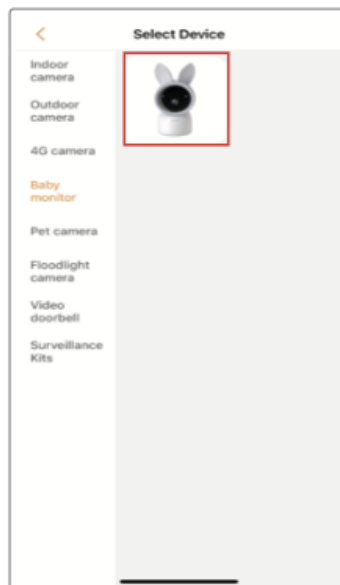 Select Device
Indoor
camera
Outdoor
camera
4G camera
Baby
monitor
Pet camera
Floodlight
camera
Video
doorbell
Surveillance
Kits